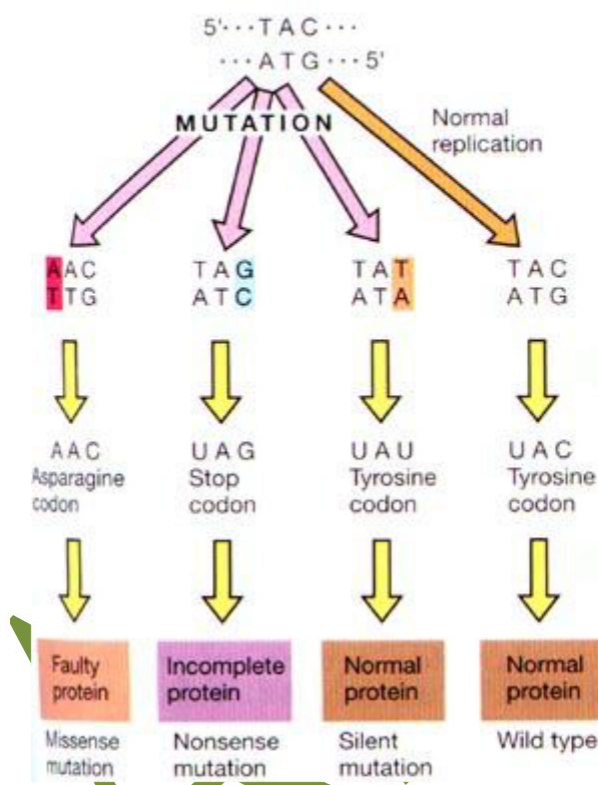 5'···TAC···
···ATG···5'
MUTATION
Normal
replication
AAC
TTG
TAG
ATC
TAT
ATA
TAC
ATG
AAC
Asparagine
codon
UAG
Stop
codon
UAU
Tyrosine
codon
UAC
Tyrosine
codon
Faulty
protein
Incomplete
protein
Normal
protein
Normal
protein
Missense
mutation
Nonsense
mutation
Silent
mutation
Wild type